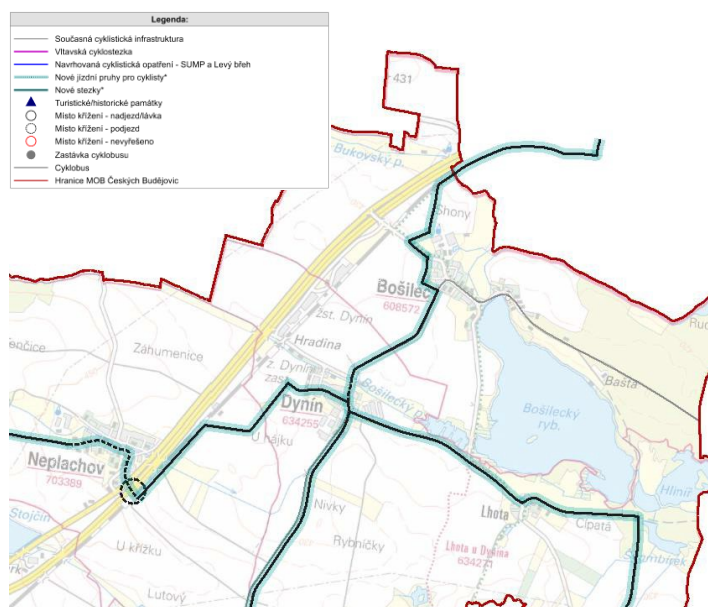 Legenda:
Současná cyklistická infrastruktura
Vltavská cyklostezka
Navrhovaná cyklistická opatření - SUMP a Levý břeh
Nové jízdní pruhy pro cyklisty*
Nové stezky*
Turistické/historické památky
Místo křížení - nadjezd/lávka
Místo křížení - podjezd
Místo křížení - nevyřešeno
Zastávka cyklobusu
Cyklobus
Hranice MOB Českých Budějovic
431
Bukovský p.
Shony
Bošilec
608572
zst. Dynín
Záhumenice
Hradina
z. Dynín
zast.
Bošilecký p.
Dynín
634255
U hájku
Bašta
Bošilecký
ryb.
Neplachov
703389
Hliníř
Nivky
Lhota
Cipatá
Stojčín
U křížku
Rybníčky
Lhota u Dynína
634271
Lutový